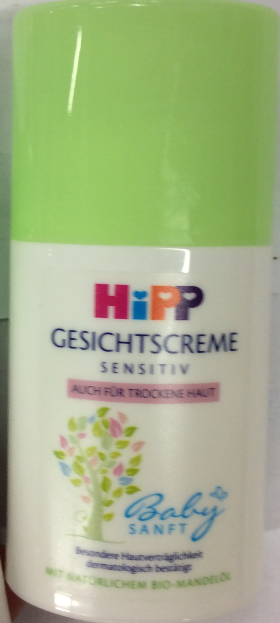 HiPP
GESICHTSCREME
SENSITIV
AUCH FÜR TROCKENE HAUT
Baby
SANFT
Besondere Hautverträglichkeit
dermatologisch bestätigt
MIT NATÜRLICHEM BIO-MANDELÖL